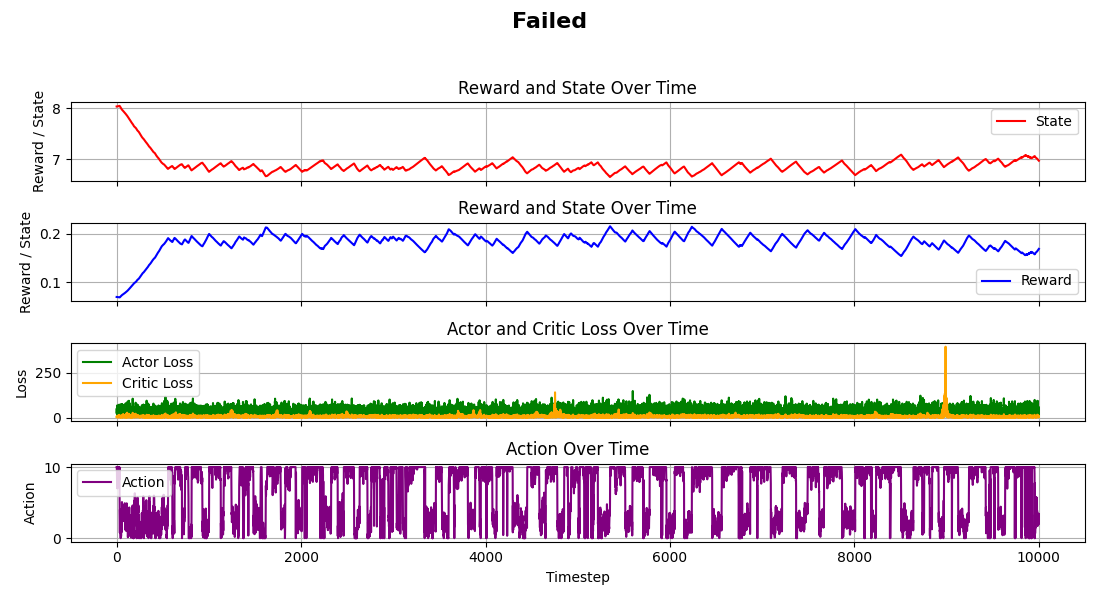 Failed
Reward and State Over Time
Reward / State
8
7
State
Reward and State Over Time
Reward / State
0.2
0.1
Reward
Actor and Critic Loss Over Time
Loss
250
0
Actor Loss
Critic Loss
Action Over Time
Action
10
0
Action
0 2000 4000 6000 8000 10000
Timestep